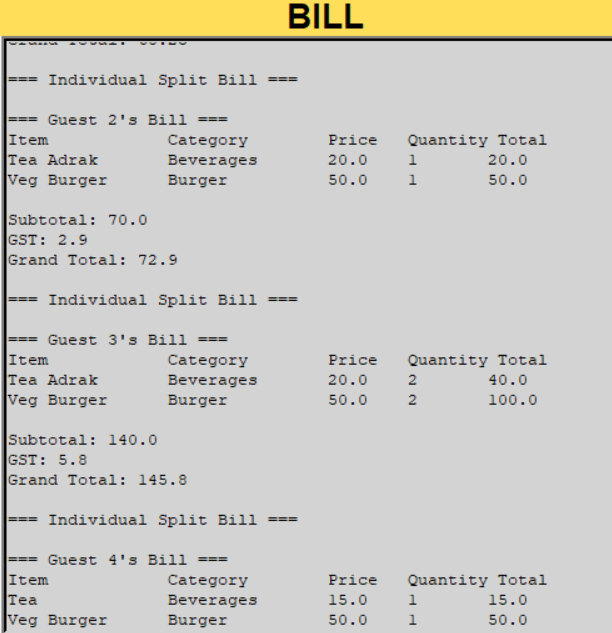 BILL
=== Individual Split Bill ===
=== Guest 2's Bill ===
Item Category Price Quantity Total
Tea Adrak Beverages 20.0 1 20.0
Veg Burger Burger 50.0 1 50.0
Subtotal: 70.0
GST: 2.9
Grand Total: 72.9
=== Individual Split Bill ===
=== Guest 3's Bill ===
Item Category Price Quantity Total
Tea Adrak Beverages 20.0 2 40.0
Veg Burger Burger 50.0 2 100.0
Subtotal: 140.0
GST: 5.8
Grand Total: 145.8
=== Individual Split Bill ===
=== Guest 4's Bill ===
Item Category Price Quantity Total
Tea Beverages 15.0 1 15.0
Veg Burger Burger 50.0 1 50.0